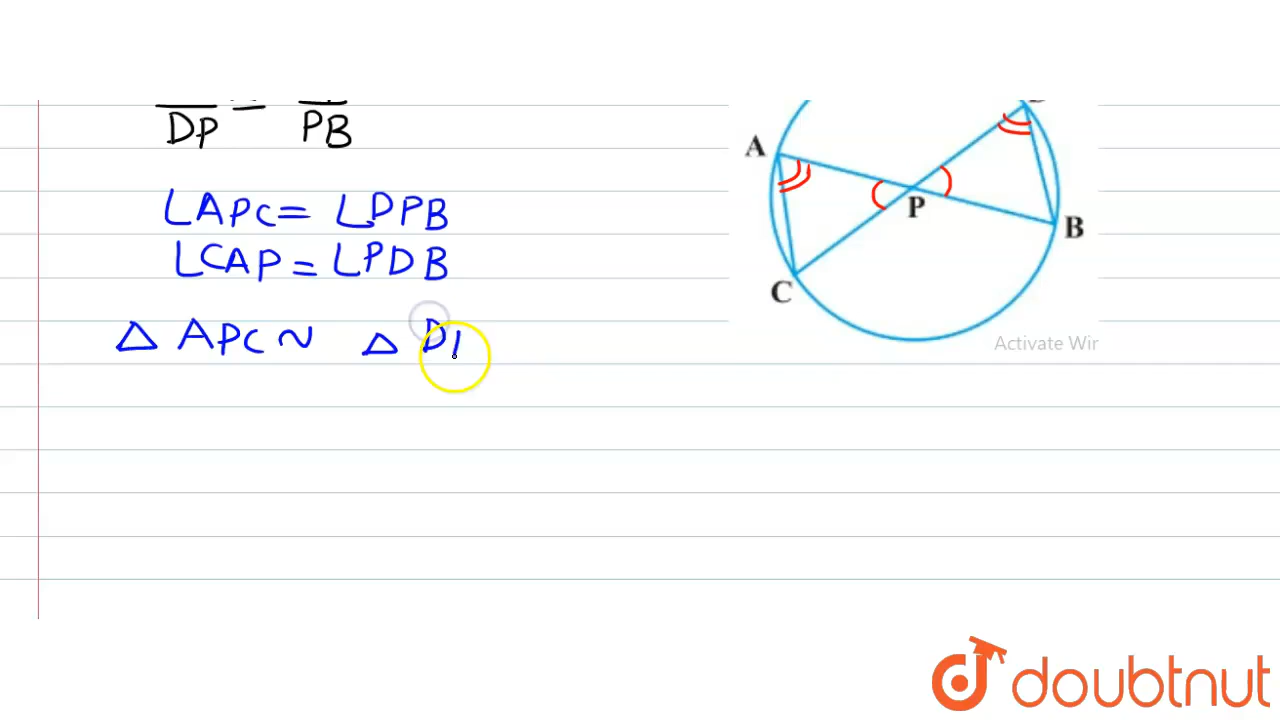 DP = PB
∠APC = ∠DPB
∠CAP = ∠PDB
△ APC ~ △ D
A
P
B
C
Activate Wir
doubtnut